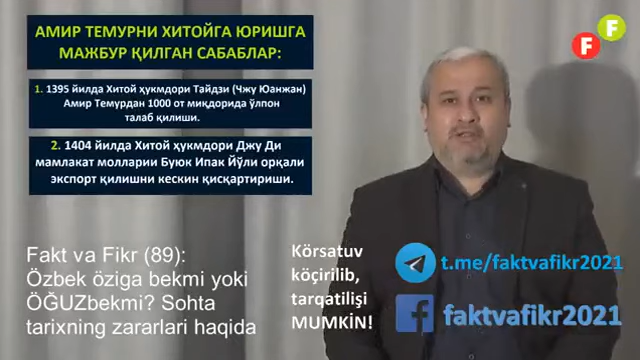 АМИР ТЕМУРНИ ХИТОЙГА ЮРИШГА
МАЖБУР ҚИЛГАН САБАБЛАР:
1. 1395 йилда Хитой ҳукмдори Тайдзи (Чжу Юанжан)
Амир Темурдан 1000 от миқдорида ўлпон
талаб қилиши.
2. 1404 йилда Хитой ҳукмдори Джу Ди
мамлакат молларии Буюк Ипак Йўли орқали
экспорт қилишни кескин қисқартириши.
F F
Fakt va Fikr (89):
Özbek öziga bekmi yoki
ÖĞUZbekmi? Sohta
tarixning zararlari haqida
Körsatuv
köçirilib,
tarqatilişi
MUMKİN!
t.me/faktvafikr2021
f faktvafikr2021